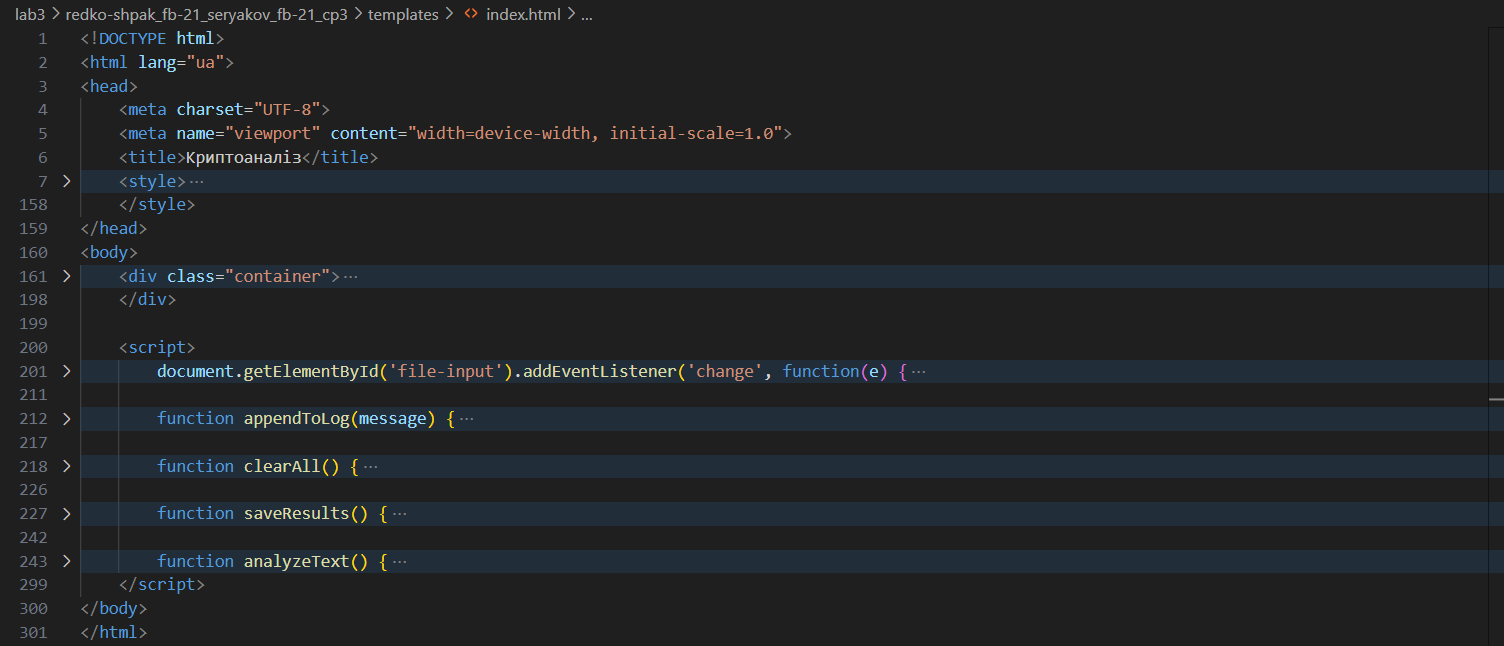 lab3 > redko-shpak_fb-21_seryakov_fb-21_cp3 > templates > <> index.html > ...
1 <!DOCTYPE html>
2 <html lang="ua">
3 <head>
4 <meta charset="UTF-8">
5 <meta name="viewport" content="width=device-width, initial-scale=1.0">
6 <title>Криптоаналіз</title>
7 > <style>···
158 </style>
159 </head>
160 <body>
161 > <div class="container">···
198 </div>
199
200 <script>
201 > document.getElementById('file-input').addEventListener('change', function(e) {···
211
212 > function appendToLog(message) {···
217
218 > function clearAll() {···
226
227 > function saveResults() {···
242
243 > function analyzeText() {···
299 </script>
300 </body>
301 </html>